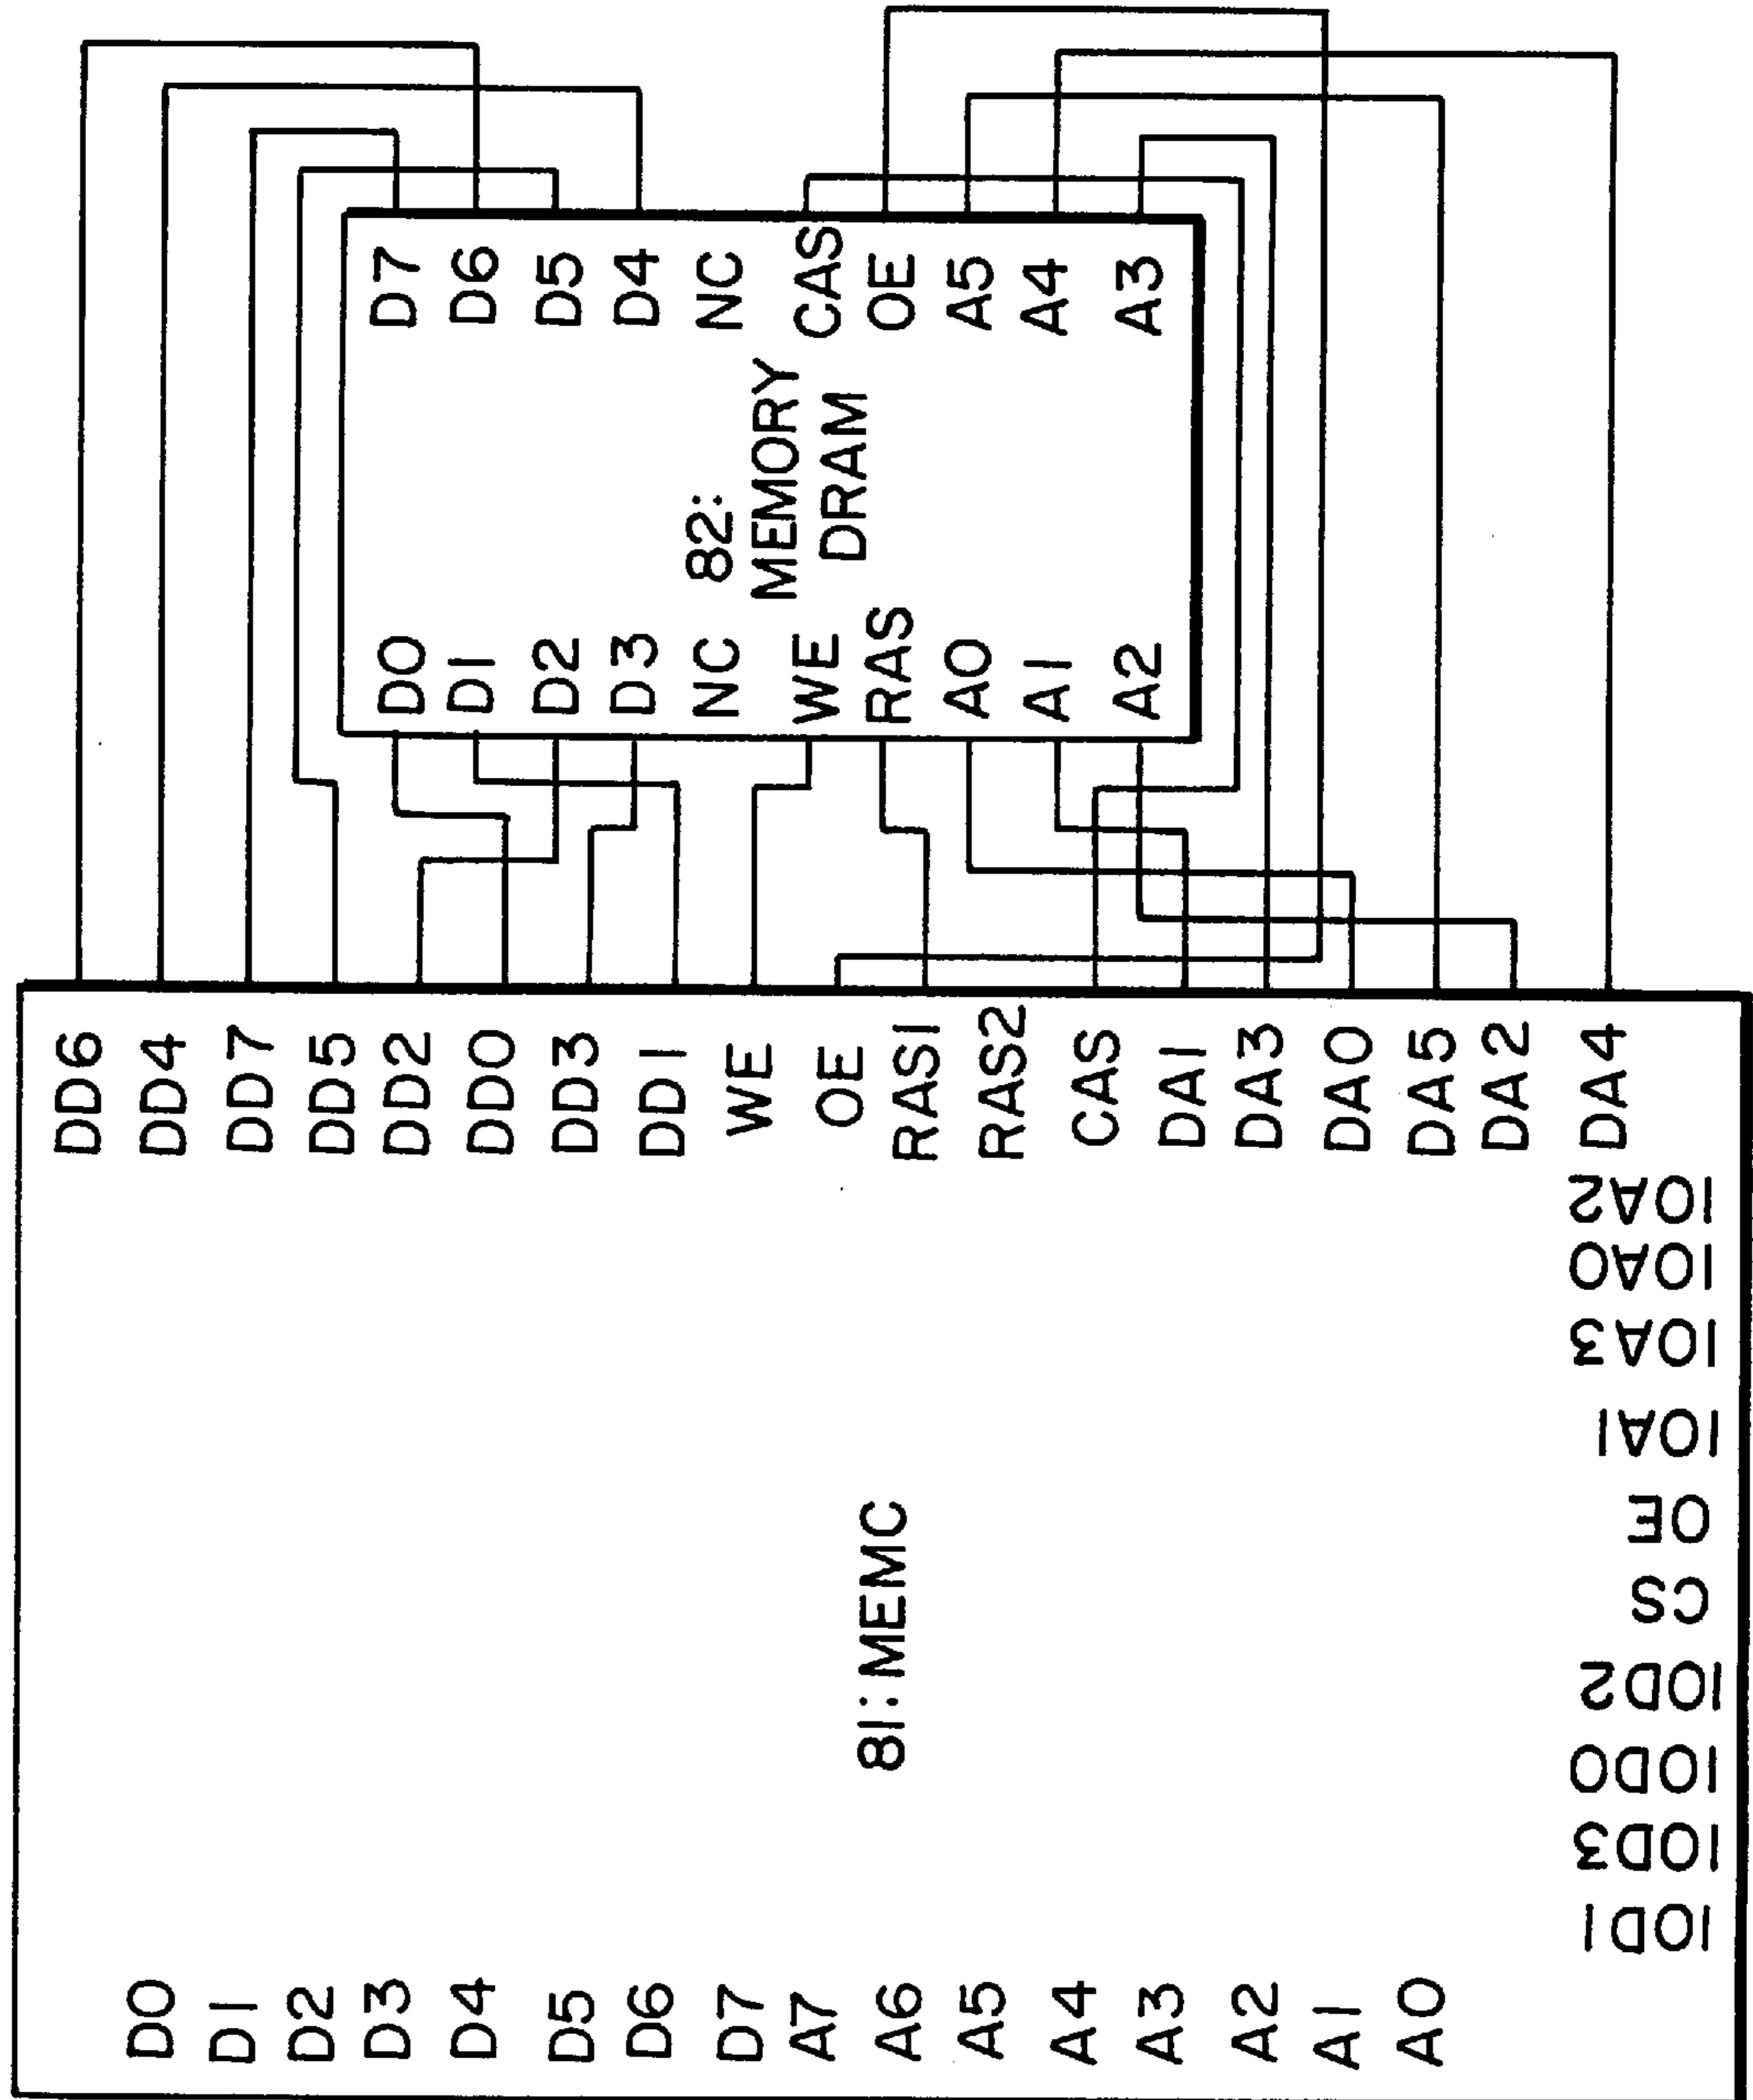 DD6
DD4
DD7
DD5
DD2
DD0
DD3
DD1
WE
OE
RAS1
RAS2
CAS
DA1
DA3
DA0
DA5
DA2
DA4
D7
D6
D5
D4
NC
CAS
OE
A5
A4
A3
82:
MEMORY
DRAM
D0
D1
D2
D3
NC
WE
RAS
A0
A1
A2
IOA2
IOA0
IOA3
IOA1
OE
CS
IOD2
IOD0
IOD3
IOD1
81:MEMC
D0
D1
D2
D3
D4
D5
D6
D7
A7
A6
A5
A4
A3
A2
A1
A0